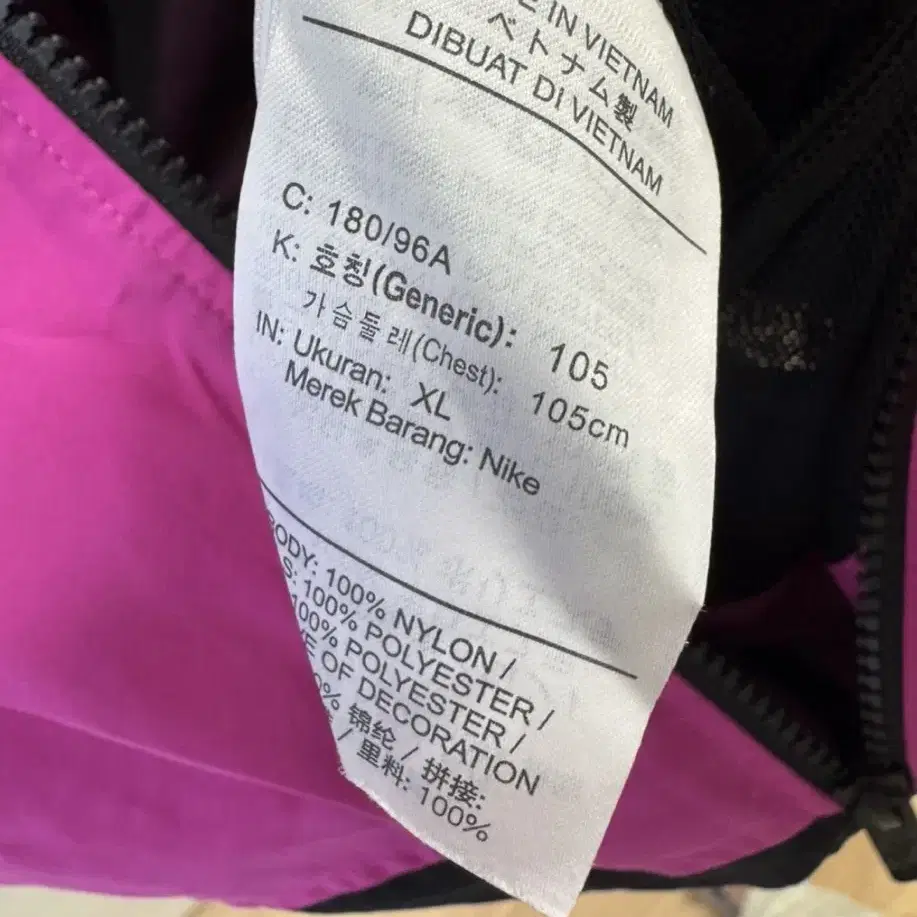 IN VIETNAM
ベトナム製
DIBUAT DI VIETNAM
C: 180/96A
K: 호칭(Generic): 105
가슴둘레(Chest): 105cm
IN: Ukuran: XL
Merek Barang: Nike
BODY: 100% NYLON /
S: 100% POLYESTER /
100% POLYESTER /
OF DECORATION
锦纶 / 拼接:
/ 里料: 100%